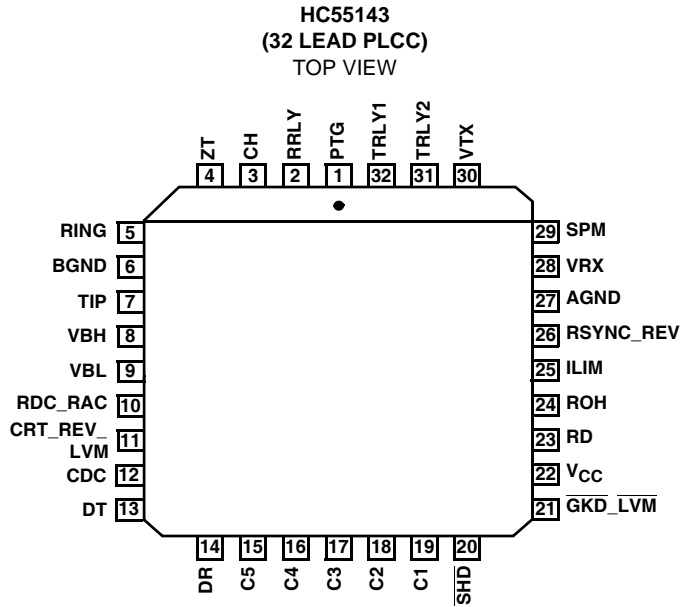 HC55143
(32 LEAD PLCC)
TOP VIEW
ZT CH RRLY PTG TRLY1 TRLY2 VTX
4 3 2 1 32 31 30
RING 5
BGND 6
TIP 7
VBH 8
VBL 9
RDC_RAC 10
CRT_REV_
LVM 11
CDC 12
DT 13
29 SPM
28 VRX
27 AGND
26 RSYNC_REV
25 ILIM
24 ROH
23 RD
22 VCC
21 GKD_LVM
14 15 16 17 18 19 20
DR C5 C4 C3 C2 C1 SHD